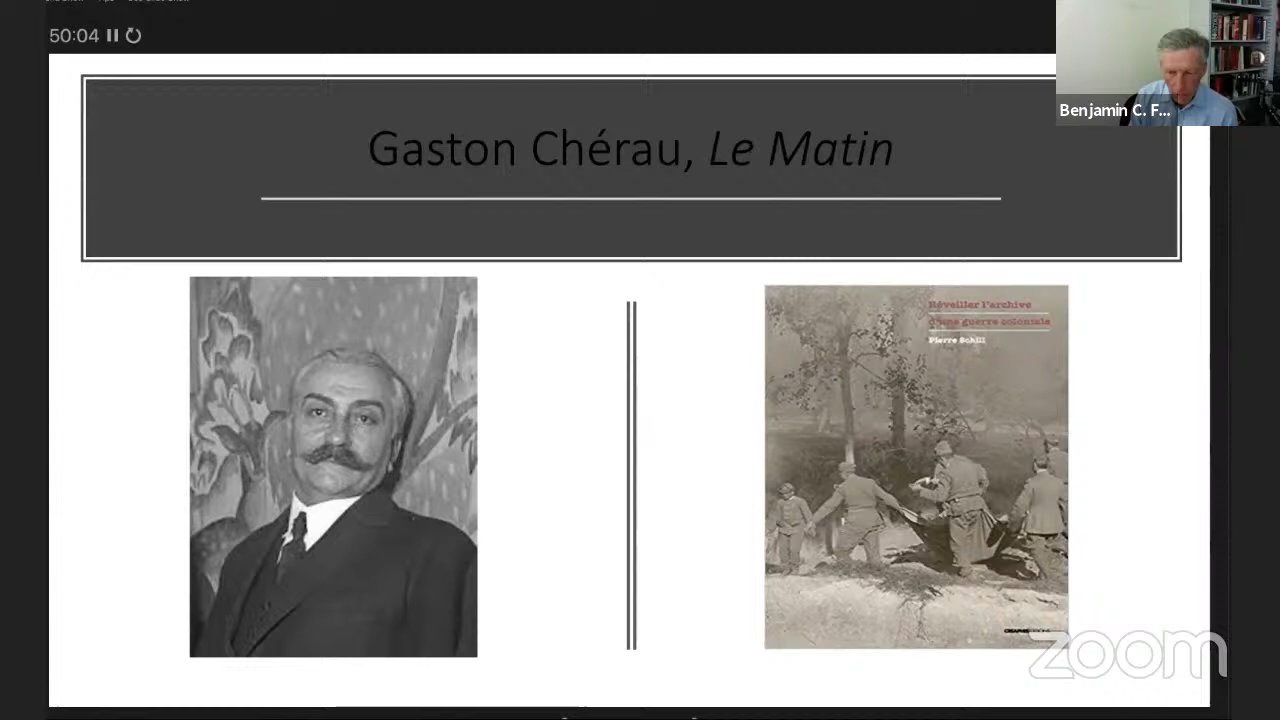 50:04
Benjamin C. F...
Gaston Chérau, Le Matin
Réveiller l'archive
d'une guerre coloniale
Pierre Schill
zoom